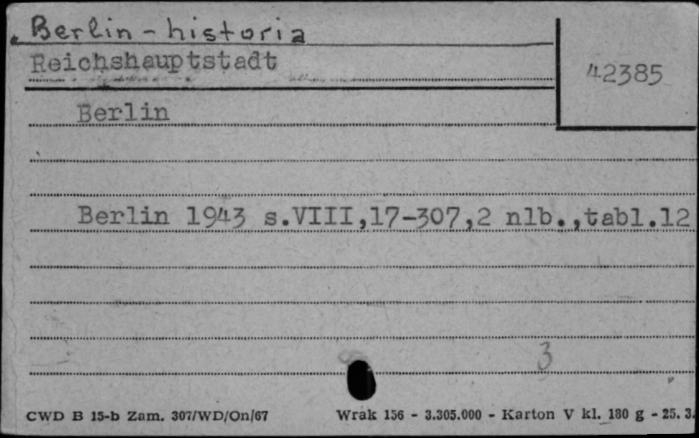 Berlin - historia
Reichshauptstadt
42385
Berlin
Berlin 1943 s.VIII,17-307,2 nlb.,tabl.12
3
CWD B 15-b Zam. 307/WD/On/67 Wrak 156 - 3.305.000 - Karton V kl. 180 g - 25. 3.